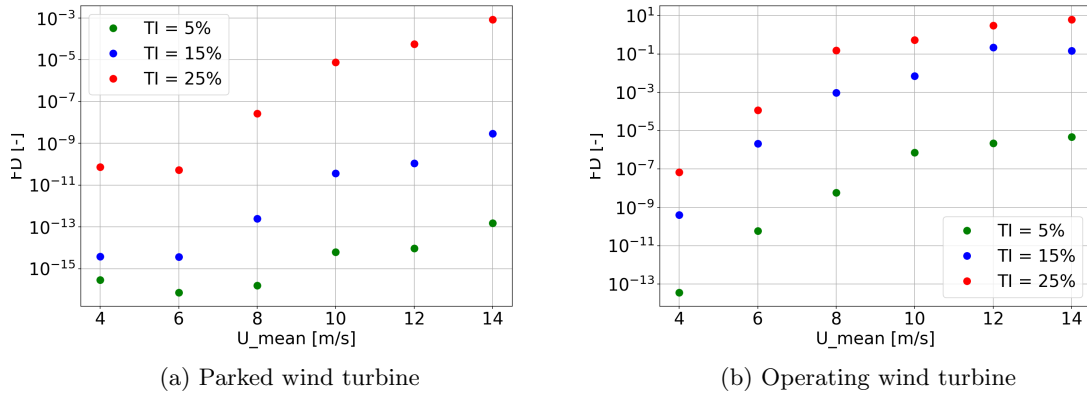 10⁻³
10⁻⁵
10⁻⁷
10⁻⁹
10⁻¹¹
10⁻¹³
10⁻¹⁵
FD [-]
TI = 5%
TI = 15%
TI = 25%
4 6 8 10 12 14
U_mean [m/s]
(a) Parked wind turbine
10¹
10⁻¹
10⁻³
10⁻⁵
10⁻⁷
10⁻⁹
10⁻¹¹
10⁻¹³
FD [-]
TI = 5%
TI = 15%
TI = 25%
4 6 8 10 12 14
U_mean [m/s]
(b) Operating wind turbine